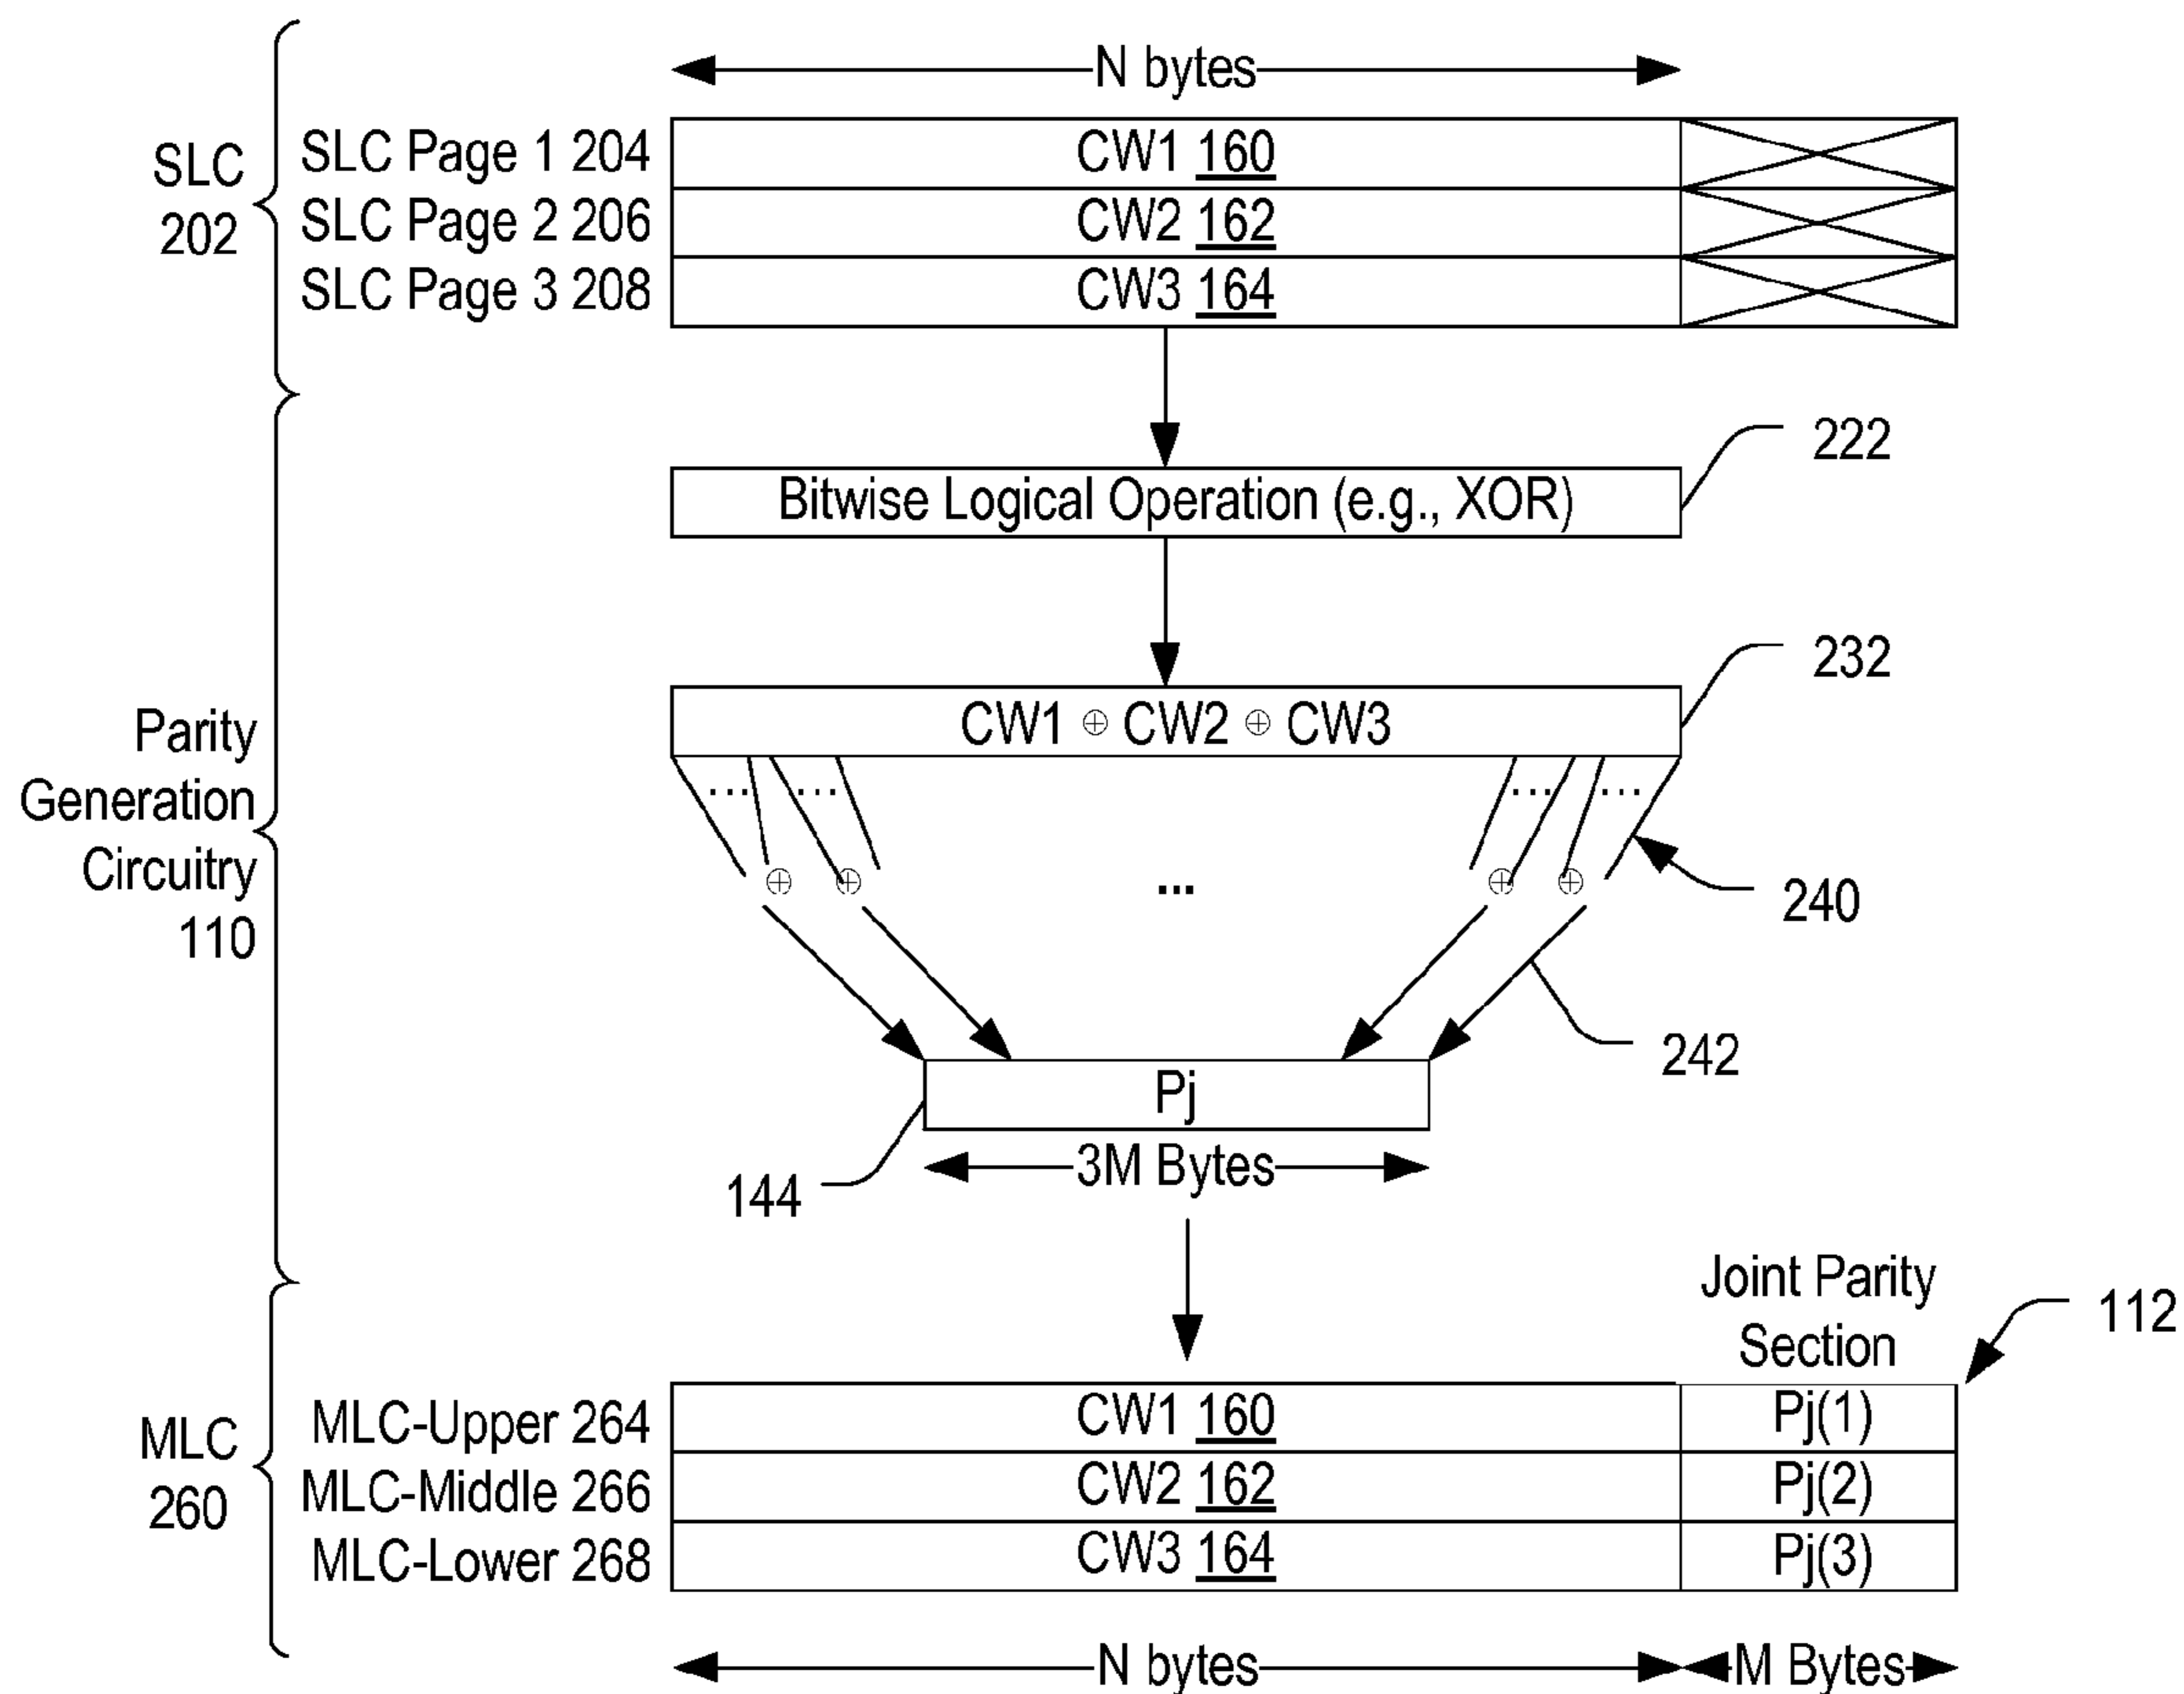 N bytes
SLC
202
SLC Page 1 204
CW1 160
SLC Page 2 206
CW2 162
SLC Page 3 208
CW3 164
Bitwise Logical Operation (e.g., XOR)
222
232
CW1 ⊕ CW2 ⊕ CW3
Parity
Generation
Circuitry
110
... ... ... ...
⊕ ⊕ ... ⊕ ⊕
240
242
Pj
3M Bytes
144
Joint Parity
Section
112
MLC
260
MLC-Upper 264
CW1 160
Pj(1)
MLC-Middle 266
CW2 162
Pj(2)
MLC-Lower 268
CW3 164
Pj(3)
N bytes
M Bytes